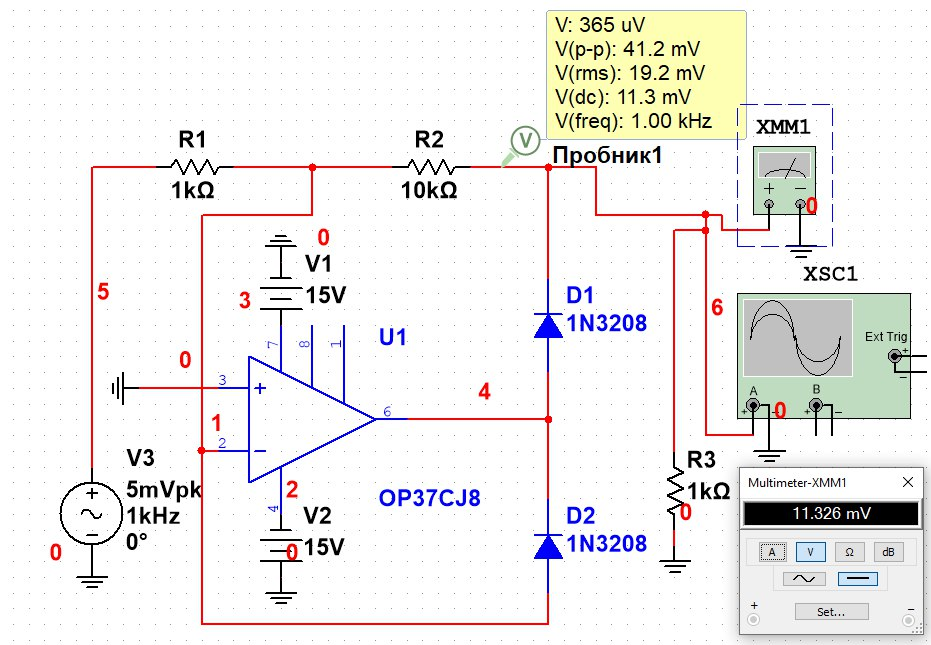 V: 365 uV
V(p-p): 41.2 mV
V(rms): 19.2 mV
V(dc): 11.3 mV
V(freq): 1.00 kHz
V
Пробник1
XMM1
+ −
0
R1
1kΩ
R2
10kΩ
0
V1
3
15V
5
XSC1
D1
1N3208
6
Ext Trig
+
−
U1
7
8
1
0
3
+
4
6
A
B
+ − + −
0
1
2
−
V3
5mVpk
1kHz
0°
+
−
0
2
4
V2
0
15V
OP37CJ8
D2
1N3208
R3
1kΩ
0
Multimeter-XMM1
11.326 mV
A V Ω dB
Set...
+ −